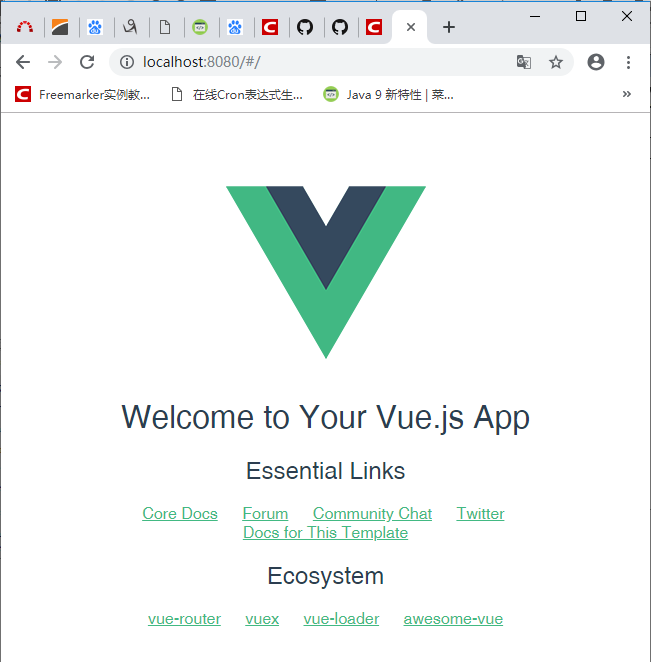 localhost:8080/#/
Freemarker实例教... 在线Cron表达式生... Java 9 新特性 | 菜... »
Welcome to Your Vue.js App
Essential Links
Core Docs Forum Community Chat Twitter
Docs for This Template
Ecosystem
vue-router vuex vue-loader awesome-vue